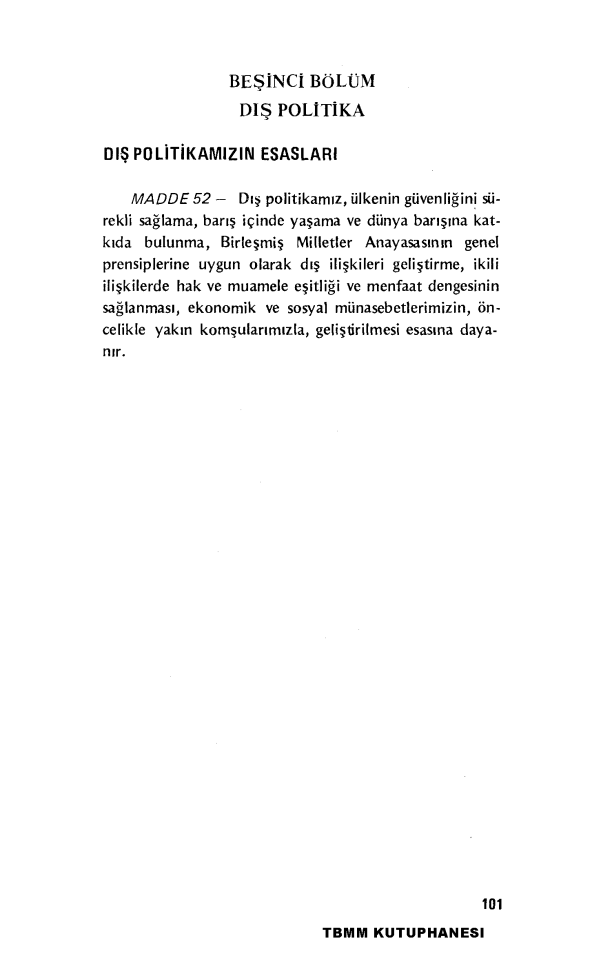 BEŞİNCİ BÖLÜM
DIŞ POLİTİKA
DIŞ POLİTİKAMIZIN ESASLARI
MADDE 52 — Dış politikamız, ülkenin güvenliğini sü-
rekli sağlama, barış içinde yaşama ve dünya barışına kat-
kıda bulunma, Birleşmiş Milletler Anayasasının genel
prensiplerine uygun olarak dış ilişkileri geliştirme, ikili
ilişkilerde hak ve muamele eşitliği ve menfaat dengesinin
sağlanması, ekonomik ve sosyal münasebetlerimizin, ön-
celikle yakın komşularımızla, geliştirilmesi esasına daya-
nır.
101
TBMM KUTUPHANESI